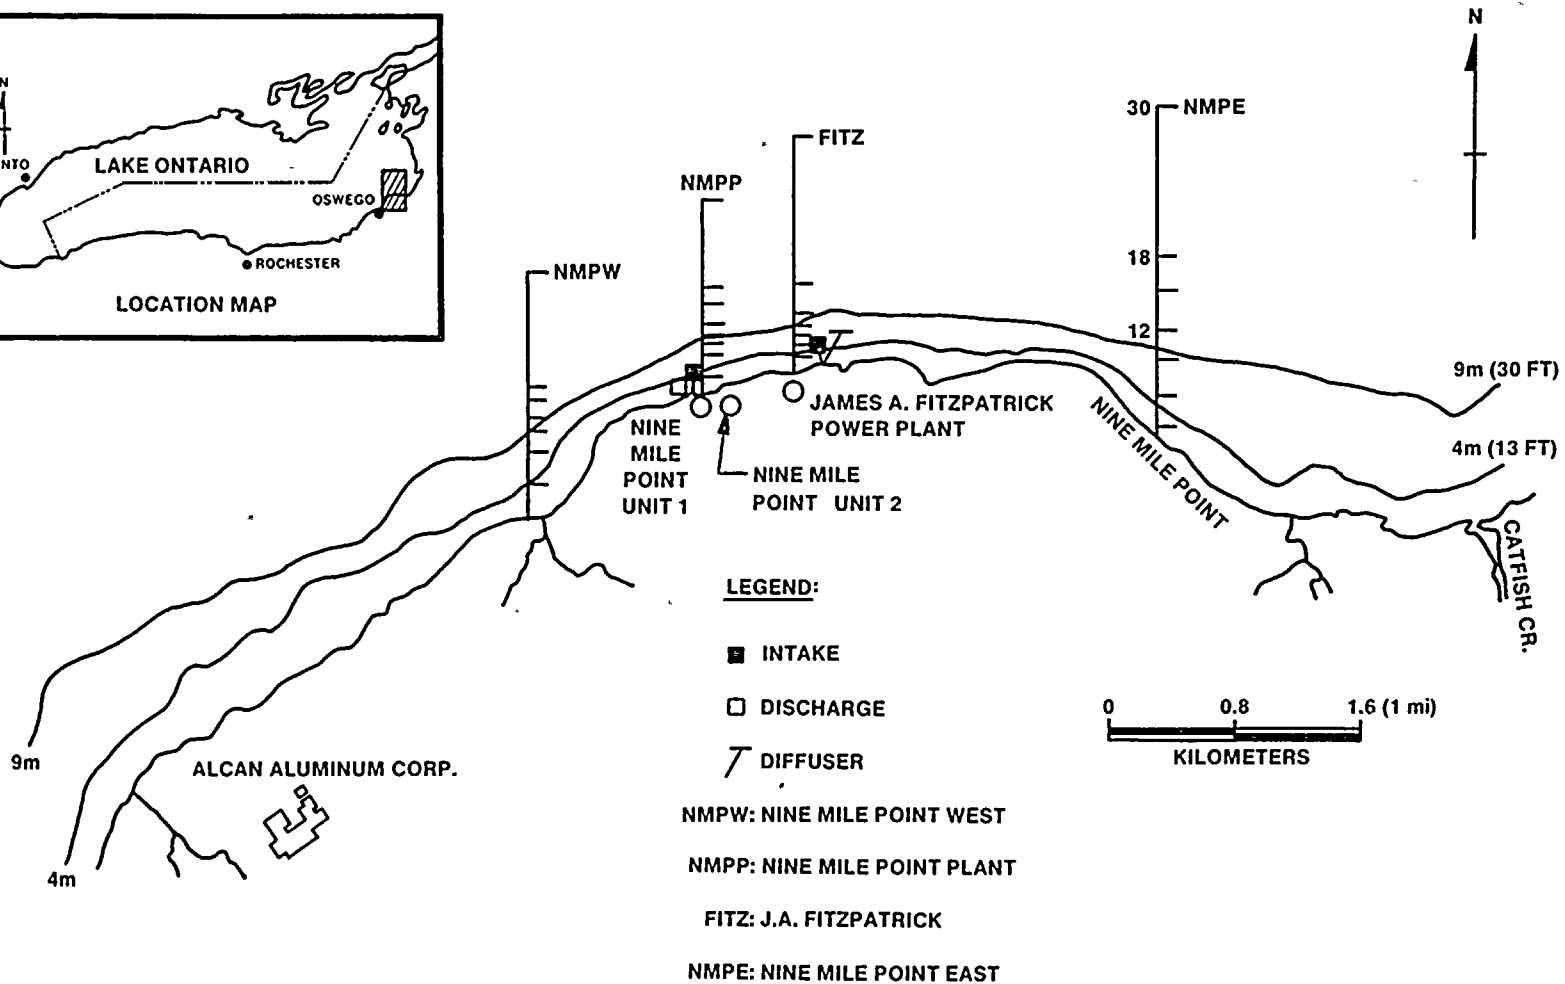 N
NTO
LAKE ONTARIO
OSWEGO
ROCHESTER
LOCATION MAP
N
30 NMPE
FITZ
NMPP
18
NMPW
12
9m (30 FT)
4m (13 FT)
JAMES A. FITZPATRICK
POWER PLANT
NINE
MILE
POINT
UNIT 1
NINE MILE
POINT UNIT 2
NINE MILE POINT
CATFISH CR.
LEGEND:
INTAKE
DISCHARGE
DIFFUSER
0 0.8 1.6 (1 mi)
KILOMETERS
9m
ALCAN ALUMINUM CORP.
4m
NMPW: NINE MILE POINT WEST
NMPP: NINE MILE POINT PLANT
FITZ: J.A. FITZPATRICK
NMPE: NINE MILE POINT EAST